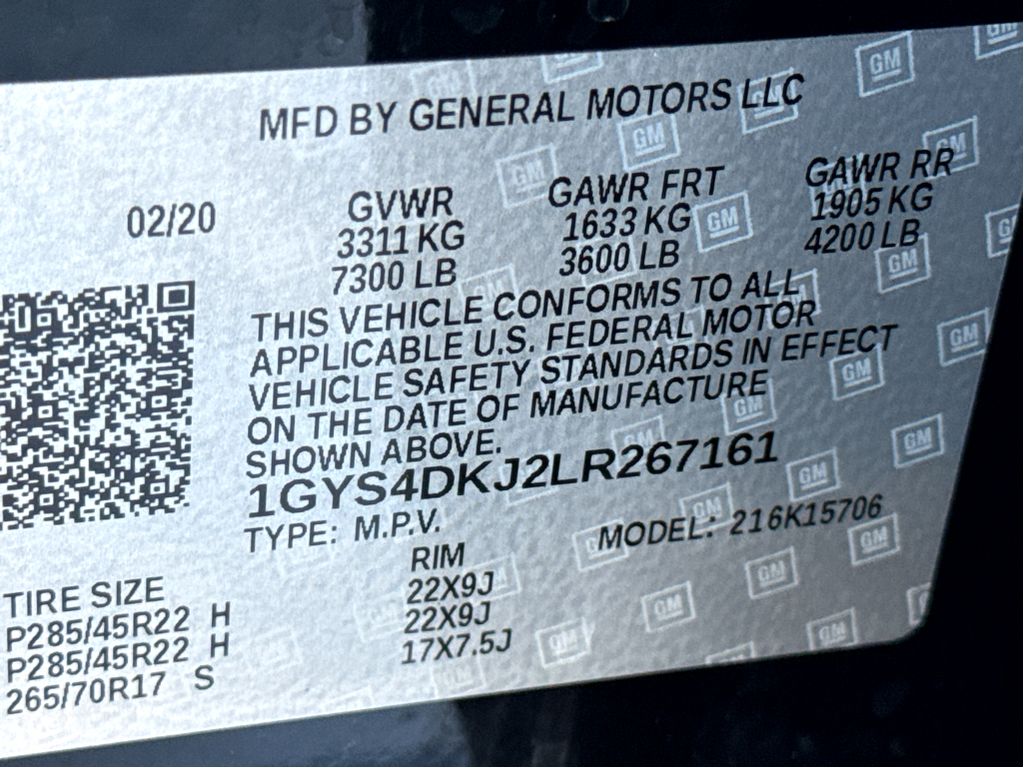 MFD BY GENERAL MOTORS LLC
02/20 GVWR GAWR FRT GAWR RR
3311 KG 1633 KG 1905 KG
7300 LB 3600 LB 4200 LB
THIS VEHICLE CONFORMS TO ALL
APPLICABLE U.S. FEDERAL MOTOR
VEHICLE SAFETY STANDARDS IN EFFECT
ON THE DATE OF MANUFACTURE
SHOWN ABOVE.
1GYS4DKJ2LR267161
TYPE: M.P.V. MODEL: 216K15706
TIRE SIZE RIM
P285/45R22 H 22X9J
P285/45R22 H 22X9J
265/70R17 S 17X7.5J